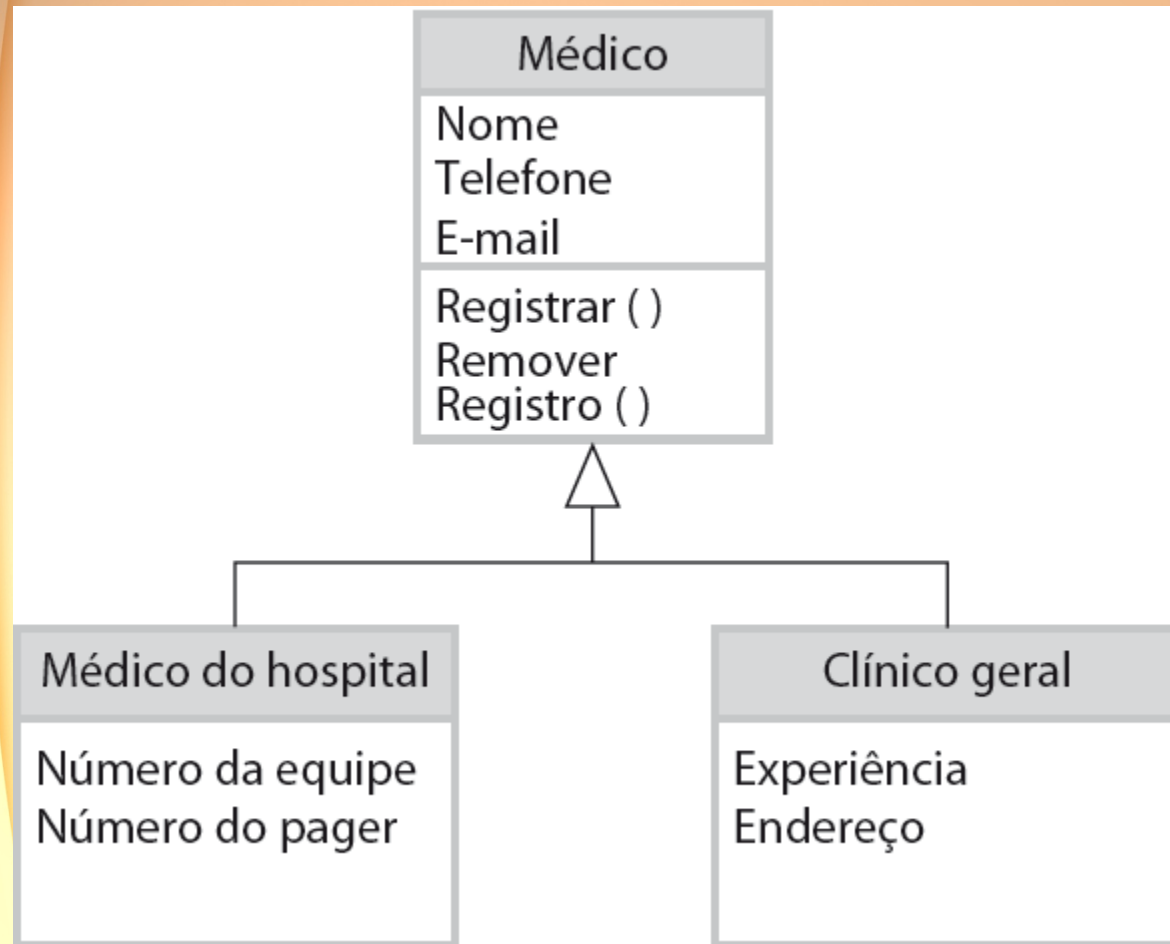 Médico
Nome
Telefone
E-mail
Registrar ( )
Remover
Registro ( )
Médico do hospital
Número da equipe
Número do pager
Clínico geral
Experiência
Endereço